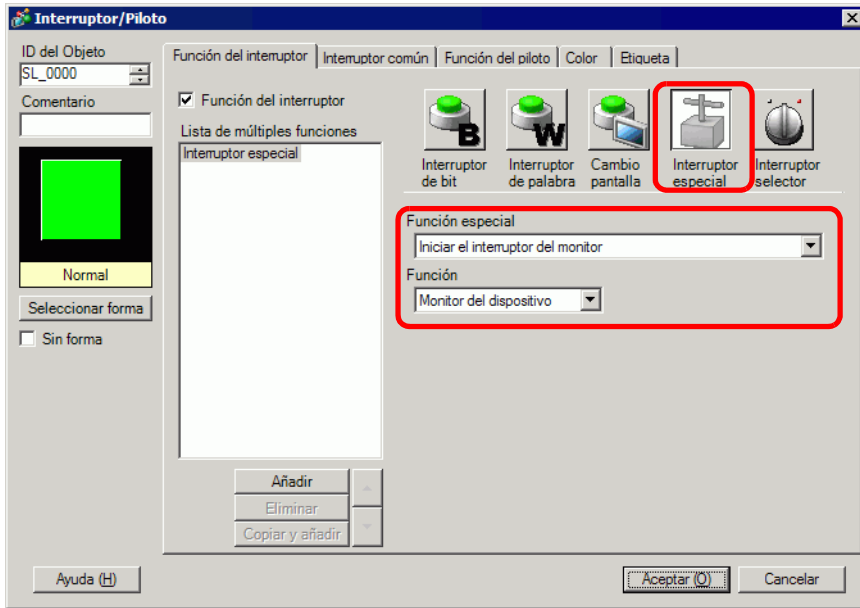 Interruptor/Piloto
ID del Objeto
SL_0000
Comentario
Normal
Seleccionar forma
Sin forma
Función del interruptor
Interruptor común
Función del piloto
Color
Etiqueta
Función del interruptor
Lista de múltiples funciones
Interruptor especial
Añadir
Eliminar
Copiar y añadir
B
Interruptor
de bit
W
Interruptor
de palabra
Cambio
pantalla
Interruptor
especial
Interruptor
selector
Función especial
Iniciar el interruptor del monitor
Función
Monitor del dispositivo
Ayuda (H)
Aceptar (O)
Cancelar